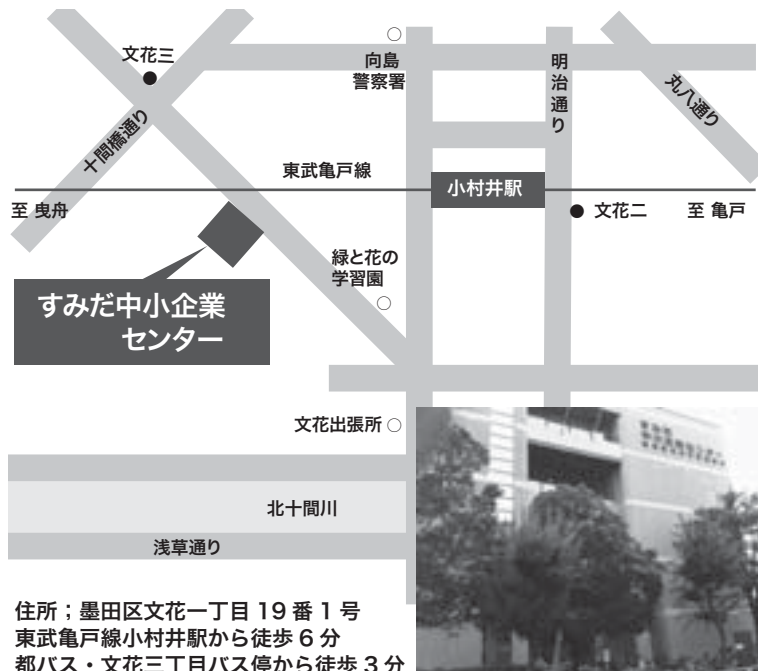 文花三
向島
警察署
明治通り
丸八通り
十間橋通り
東武亀戸線
小村井駅
至 曳舟
文花二
至 亀戸
緑と花の
学習園
すみだ中小企業
センター
文花出張所
北十間川
浅草通り
住所；墨田区文花一丁目 19 番 1 号
東武亀戸線小村井駅から徒歩 6 分
都バス・文花三丁目バス停から徒歩 3 分